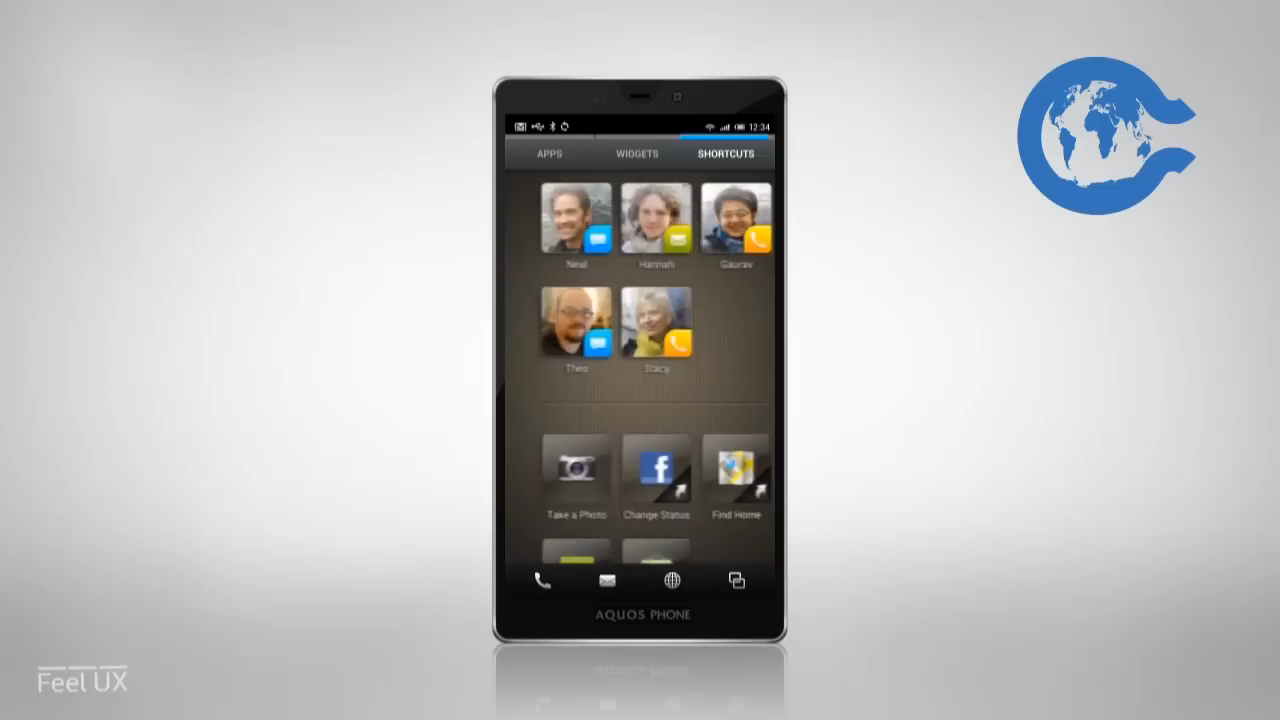 12:34
APPS WIDGETS SHORTCUTS
Neal Hannah Gaurav
Theo Stacy
Take a Photo Change Status Find Home
AQUOS PHONE
Feel UX